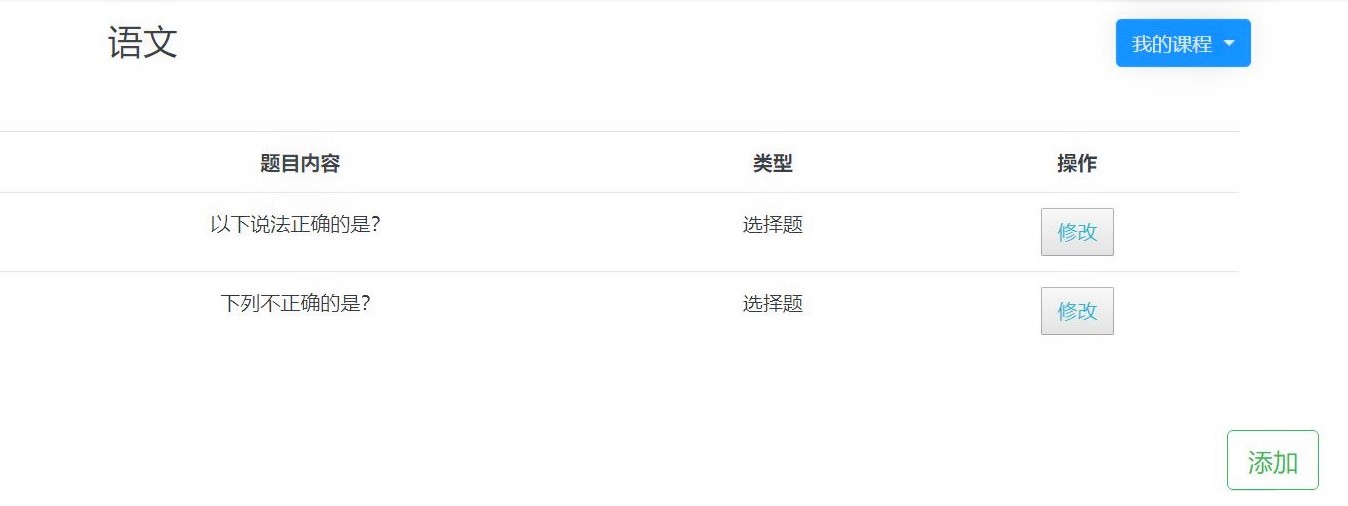 语文
我的课程
题目内容 类型 操作
以下说法正确的是? 选择题 修改
下列不正确的是? 选择题 修改
添加